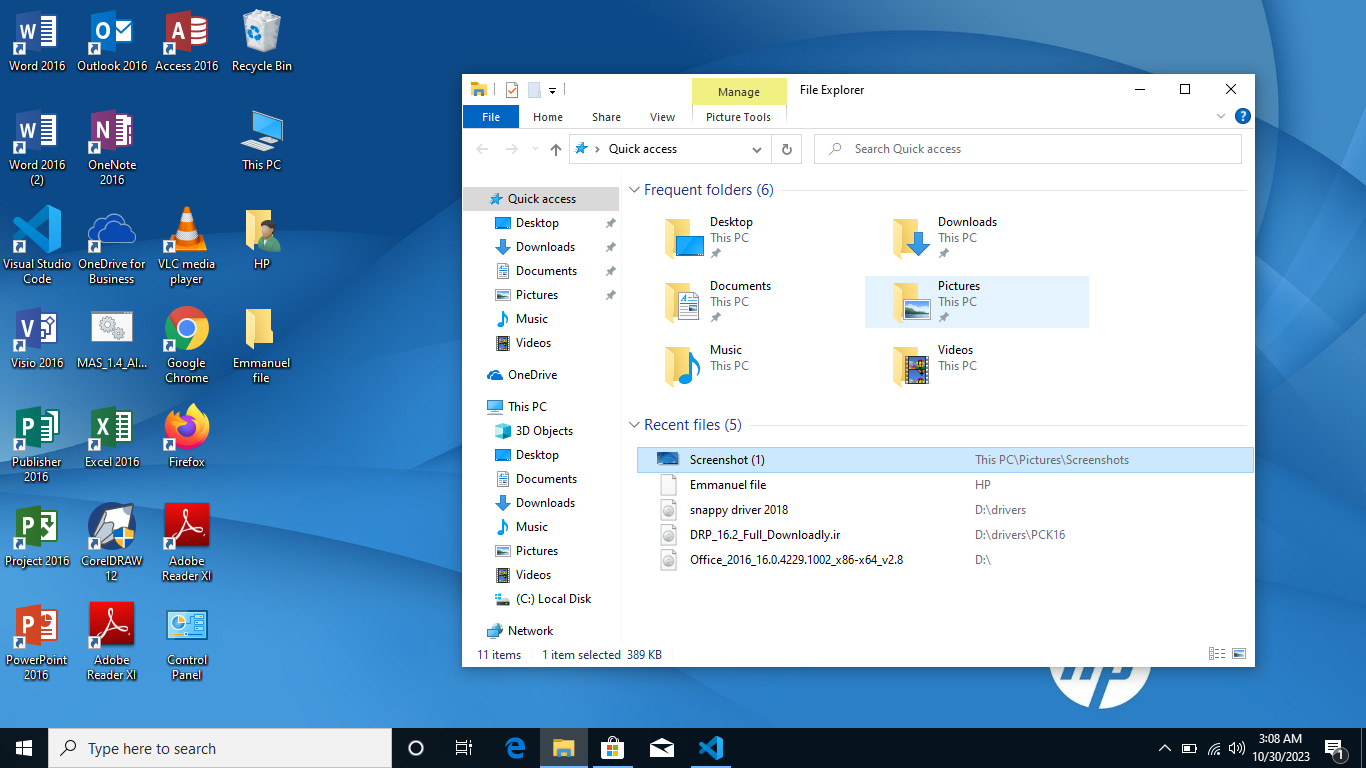 Word 2016
Outlook 2016
Access 2016
Recycle Bin
Word 2016
(2)
OneNote
2016
This PC
Visual Studio
Code
OneDrive for
Business
VLC media
player
HP
Visio 2016
MAS_1.4_AI...
Google
Chrome
Emmanuel
file
Publisher
2016
Excel 2016
Firefox
Project 2016
CorelDRAW
12
Adobe
Reader XI
PowerPoint
2016
Adobe
Reader XI
Control
Panel
Manage
File Explorer
File
Home
Share
View
Picture Tools
Quick access
Search Quick access
Quick access
Desktop
Downloads
Documents
Pictures
Music
Videos
OneDrive
This PC
3D Objects
Desktop
Documents
Downloads
Music
Pictures
Videos
(C:) Local Disk
Network
Frequent folders (6)
Desktop
This PC
Downloads
This PC
Documents
This PC
Pictures
This PC
Music
This PC
Videos
This PC
Recent files (5)
Screenshot (1) This PC\Pictures\Screenshots
Emmanuel file HP
snappy driver 2018 D:\drivers
DRP_16.2_Full_Downloadly.ir D:\drivers\PCK16
Office_2016_16.0.4229.1002_x86-x64_v2.8 D:\
11 items 1 item selected 389 KB
hp
Type here to search
3:08 AM
10/30/2023
1